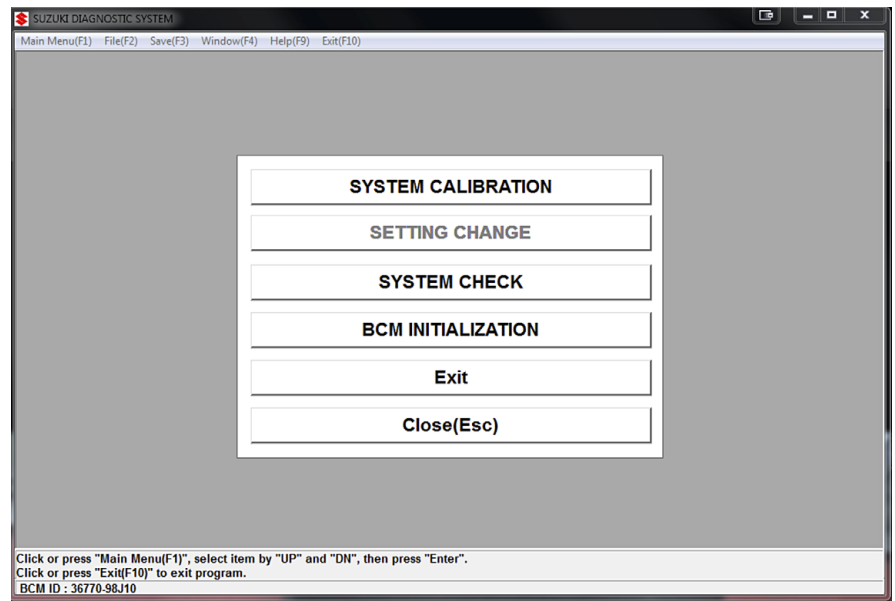 SUZUKI DIAGNOSTIC SYSTEM
Main Menu(F1) File(F2) Save(F3) Window(F4) Help(F9) Exit(F10)
SYSTEM CALIBRATION
SETTING CHANGE
SYSTEM CHECK
BCM INITIALIZATION
Exit
Close(Esc)
Click or press "Main Menu(F1)", select item by "UP" and "DN", then press "Enter".
Click or press "Exit(F10)" to exit program.
BCM ID : 36770-98J10